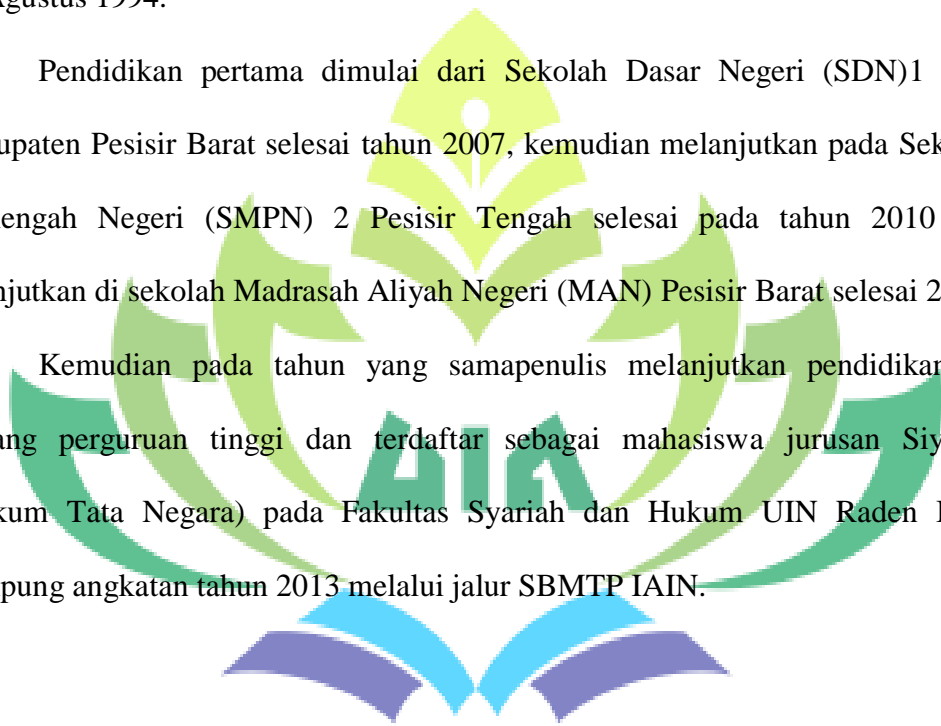 Agustus 1994.
Pendidikan pertama dimulai dari Sekolah Dasar Negeri (SDN)1
upaten Pesisir Barat selesai tahun 2007, kemudian melanjutkan pada Sek
engah Negeri (SMPN) 2 Pesisir Tengah selesai pada tahun 2010
njutkan di sekolah Madrasah Aliyah Negeri (MAN) Pesisir Barat selesai 2
Kemudian pada tahun yang samapenulis melanjutkan pendidikan
ang perguruan tinggi dan terdaftar sebagai mahasiswa jurusan Siy
kum Tata Negara) pada Fakultas Syariah dan Hukum UIN Raden
UIN
pung angkatan tahun 2013 melalui jalur SBMTP IAIN.